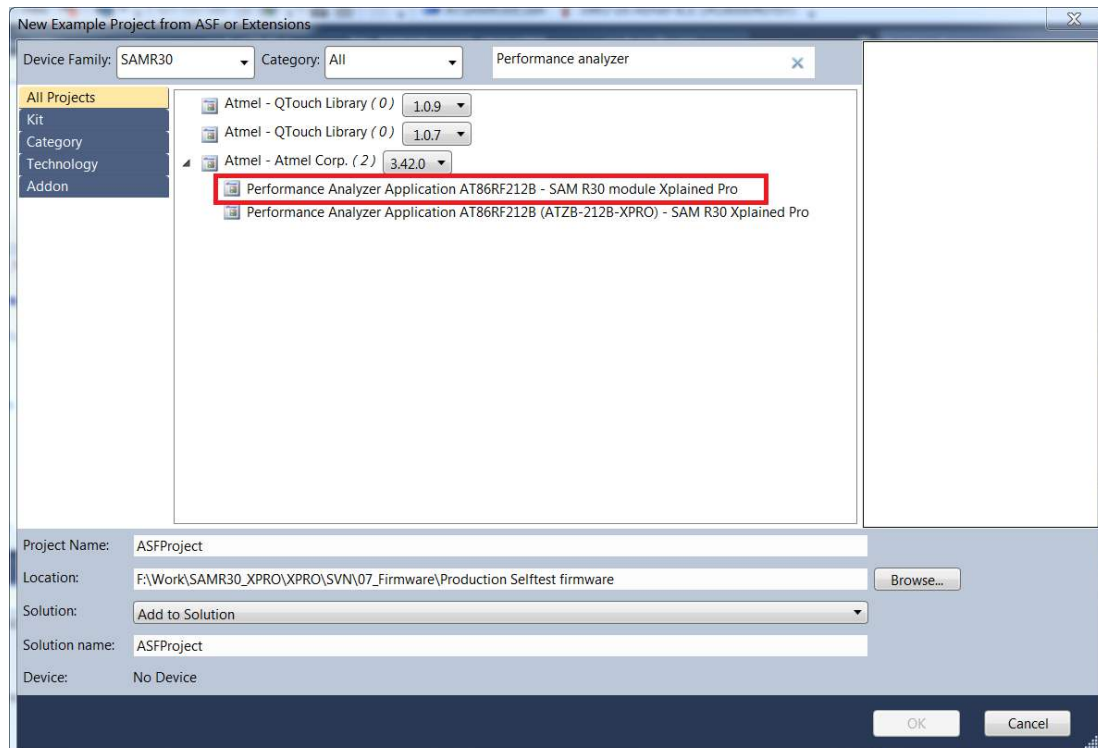 New Example Project from ASF or Extensions
Device Family: SAMR30 Category: All Performance analyzer
All Projects
Kit
Category
Technology
Addon
Atmel - QTouch Library ( 0 ) 1.0.9
Atmel - QTouch Library ( 0 ) 1.0.7
Atmel - Atmel Corp. ( 2 ) 3.42.0
Performance Analyzer Application AT86RF212B - SAM R30 module Xplained Pro
Performance Analyzer Application AT86RF212B (ATZB-212B-XPRO) - SAM R30 Xplained Pro
Project Name: ASFProject
Location: F:\Work\SAMR30_XPRO\XPRO\SVN\07_Firmware\Production Selftest firmware Browse...
Solution: Add to Solution
Solution name: ASFProject
Device: No Device
OK Cancel